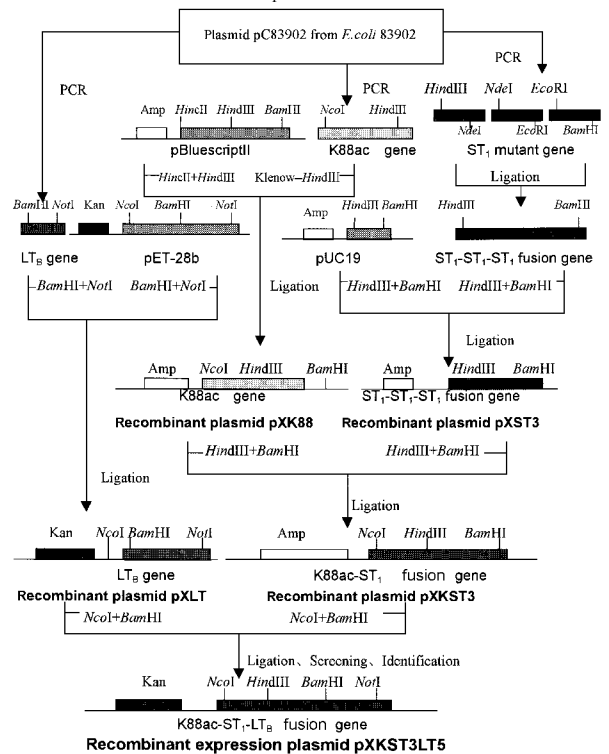 Plasmid pC83902 from E.coli 83902
PCR
PCR
PCR
HindIII NdeI EcoRI
NdeI EcoRI BamHI
ST1 mutant gene
Amp HincII HindIII BamHI
pBluescriptII
NcoI HindIII
K88ac gene
HincII+HindIII Klenow-HindIII
Ligation
BamHI NotI Kan NcoI BamHI NotI
LTB gene pET-28b
Amp HindIII BamHI
pUC19
HindIII BamHI
ST1-ST1-ST1 fusion gene
BamHI+NotI BamHI+NotI
Ligation
HindIII+BamHI HindIII+BamHI
Ligation
Amp NcoI HindIII BamHI
K88ac gene
Recombinant plasmid pXK88
Amp HindIII BamHI
ST1-ST1-ST1 fusion gene
Recombinant plasmid pXST3
HindIII+BamHI HindIII+BamHI
Ligation
Ligation
Kan NcoI BamHI NotI
LTB gene
Recombinant plasmid pXLT
Amp NcoI HindIII BamHI
K88ac-ST1 fusion gene
Recombinant plasmid pXKST3
NcoI+BamHI NcoI+BamHI
Ligation、Screening、Identification
Kan NcoI HindIII BamHI NotI
K88ac-ST1-LTB fusion gene
Recombinant expression plasmid pXKST3LT5